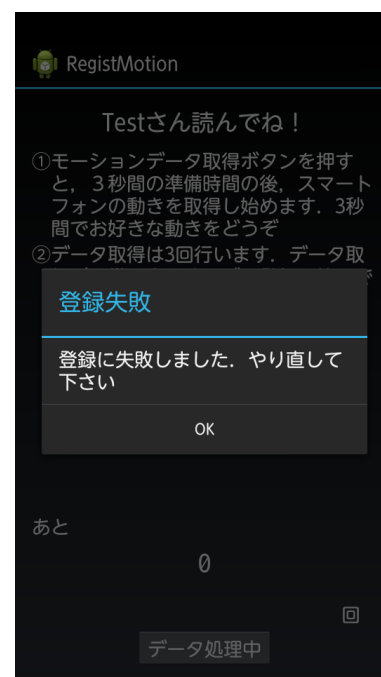 RegistMotion
Testさん読んでね！
①モーションデータ取得ボタンを押す
と，３秒間の準備時間の後，スマート
フォンの動きを取得し始めます．3秒
間でお好きな動きをどうぞ
②データ取得は3回行います．データ取
登録失敗
登録に失敗しました．やり直して
下さい
OK
あと
0
回
データ処理中